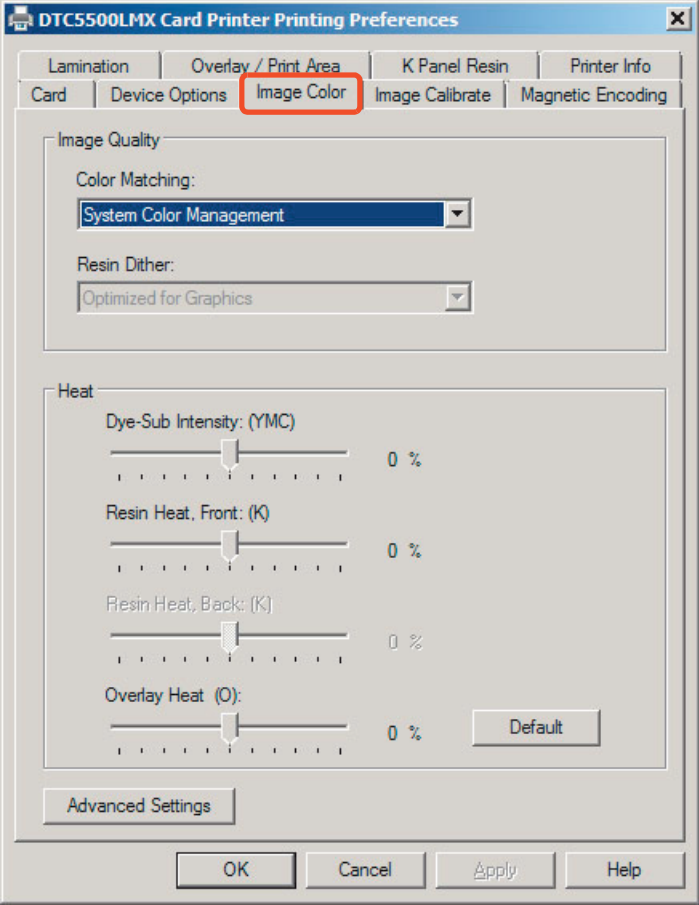 DTC5500LMX Card Printer Printing Preferences
Lamination Overlay / Print Area K Panel Resin Printer Info
Card Device Options Image Color Image Calibrate Magnetic Encoding
Image Quality
Color Matching:
System Color Management
Resin Dither:
Optimized for Graphics
Heat
Dye-Sub Intensity: (YMC)
0 %
Resin Heat, Front: (K)
0 %
Resin Heat, Back: (K)
0 %
Overlay Heat (O):
0 %
Default
Advanced Settings
OK Cancel Apply Help